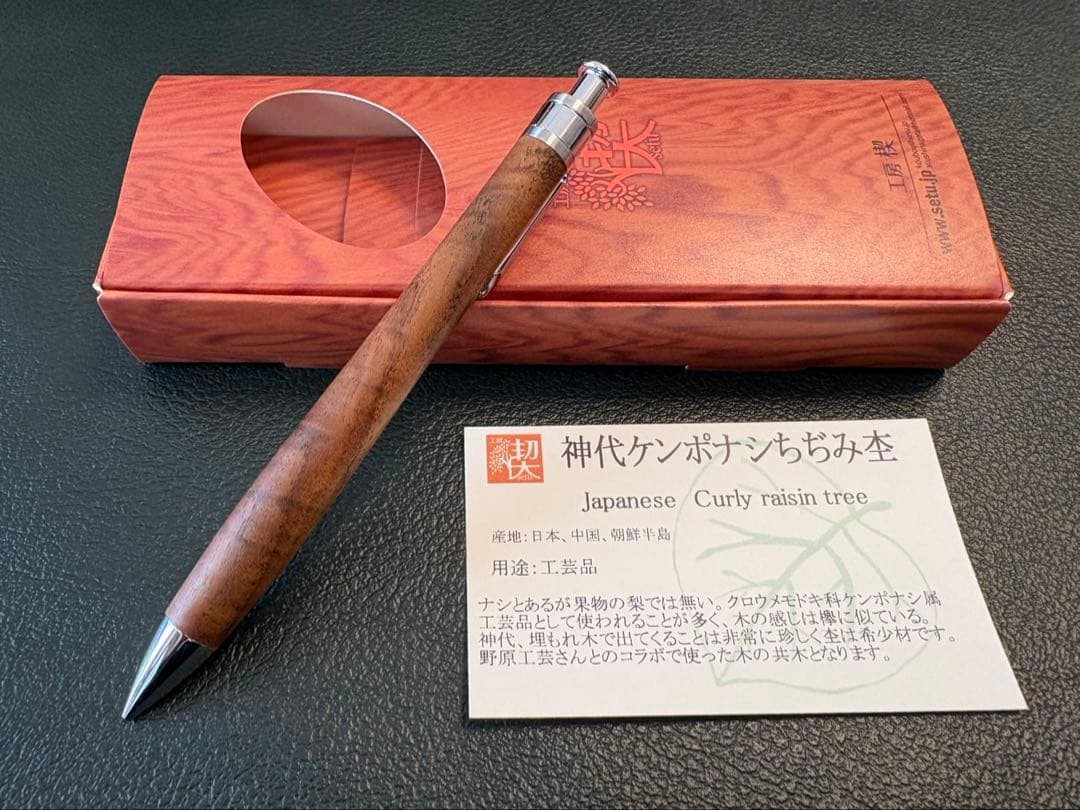 工房 楔
www.setu.jp
工房
楔
setu
神代ケンポナシちぢみ杢
Japanese Curly raisin tree
産地:日本、中国、朝鮮半島
用途:工芸品
ナシとあるが果物の梨では無い。クロウメモドキ科ケンポナシ属
工芸品として使われることが多く、木の感じは欅に似ている。
神代、埋もれ木で出てくることは非常に珍しく杢は希少材です。
野原工芸さんとのコラボで使った木の共木となります。